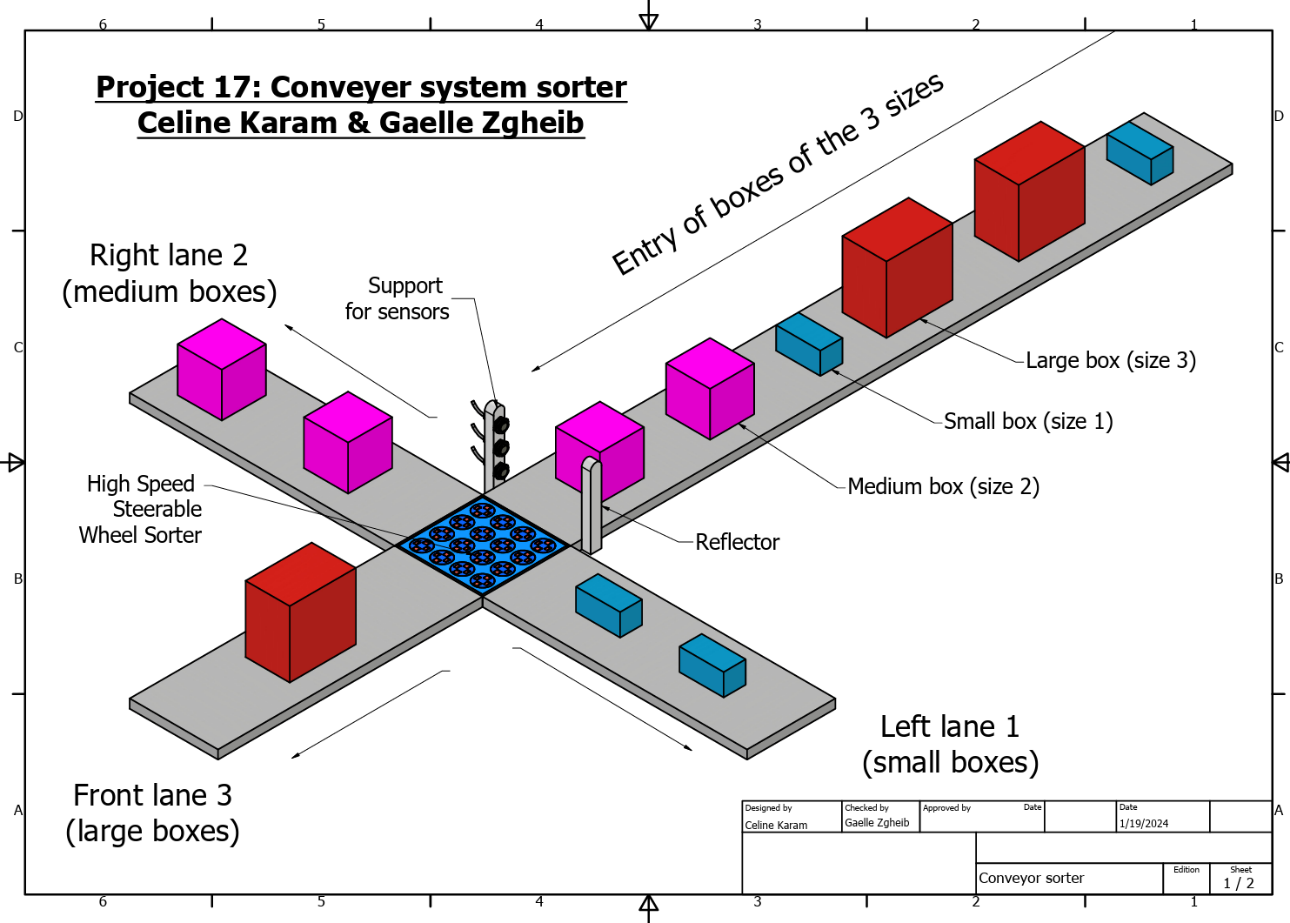 6 5 4 3 2 1
Project 17: Conveyer system sorter
Celine Karam & Gaelle Zgheib
D D
Entry of boxes of the 3 sizes
Right lane 2
(medium boxes)
Support
for sensors
C C
Large box (size 3)
Small box (size 1)
Medium box (size 2)
High Speed
Steerable
Wheel Sorter
Reflector
B B
Left lane 1
(small boxes)
Front lane 3
(large boxes)
A A
Designed by Checked by Approved by Date Date
Celine Karam Gaelle Zgheib 1/19/2024
Conveyor sorter Edition Sheet
1 / 2
6 5 4 3 2 1